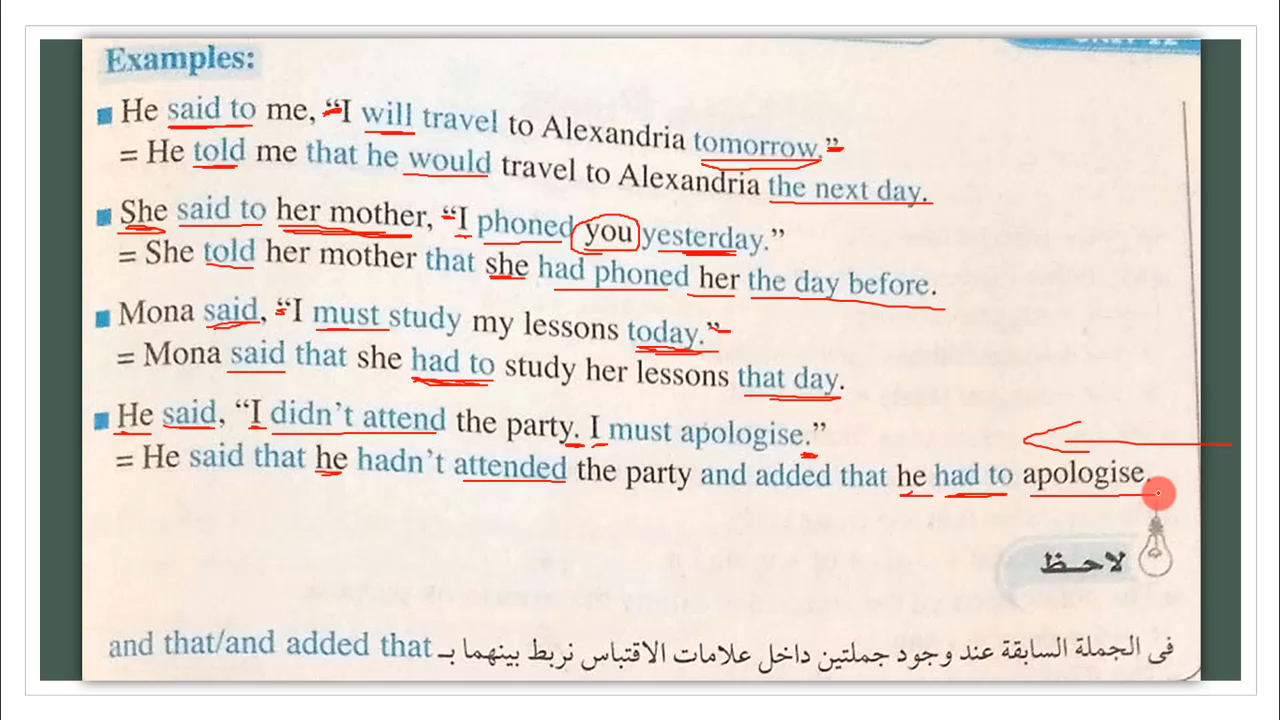 Examples:
■ He said to me, “I will travel to Alexandria tomorrow.”
= He told me that he would travel to Alexandria the next day.
■ She said to her mother, “I phoned you yesterday.”
= She told her mother that she had phoned her the day before.
■ Mona said, “I must study my lessons today.”
= Mona said that she had to study her lessons that day.
■ He said, “I didn’t attend the party. I must apologise.”
= He said that he hadn’t attended the party and added that he had to apologise.
لاحـظ
فى الجملة السابقة عند وجود جملتين داخل علامات الاقتباس نربط بينهما بـ and that/and added that